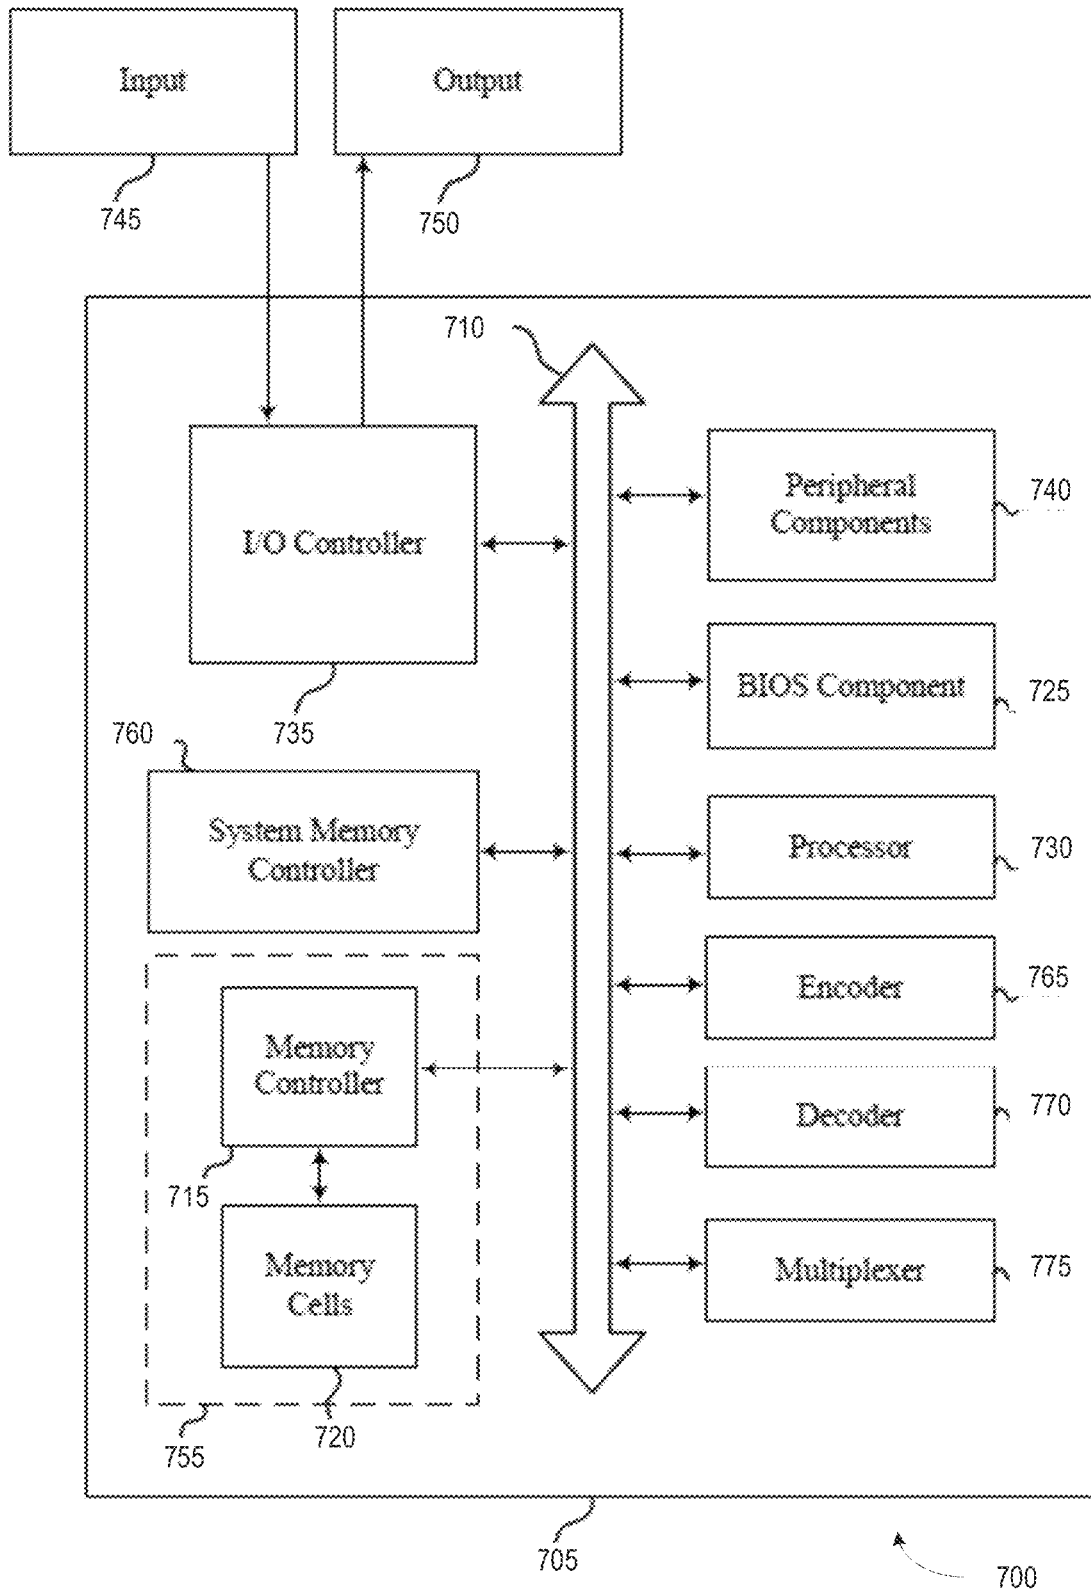 Input
Output
745
750
710
I/O Controller
Peripheral
Components
740
735
BIOS Component
725
760
System Memory
Controller
Processor
730
Encoder
765
Memory
Controller
715
Decoder
770
Memory
Cells
720
755
Multiplexer
775
705
700